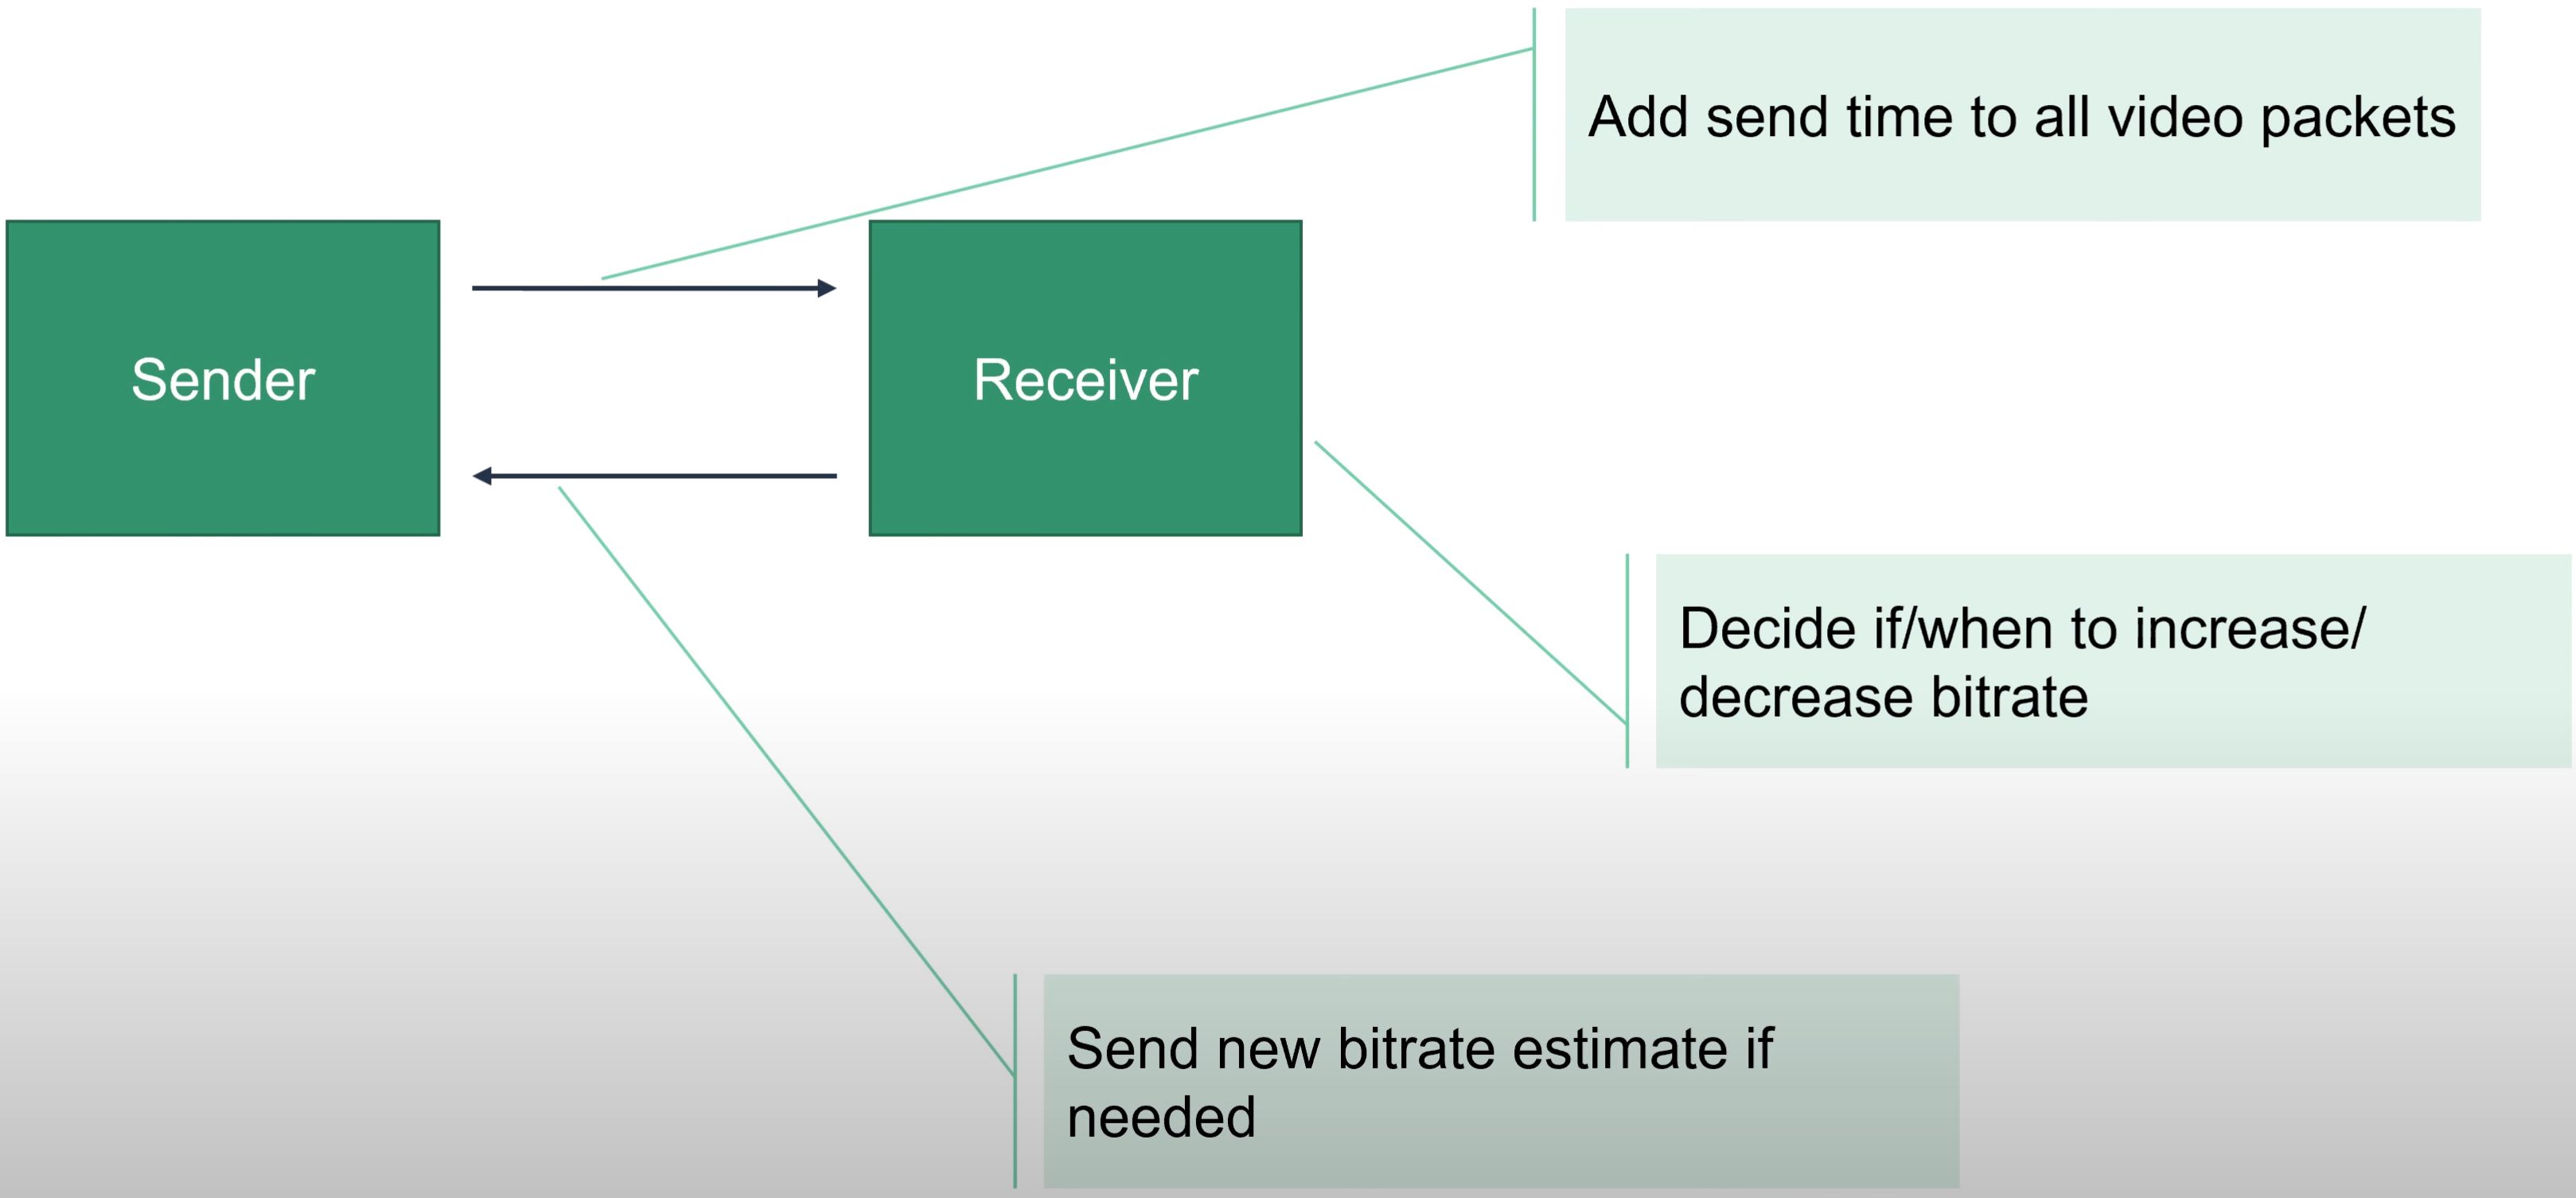 Add send time to all video packets
Sender
Receiver
Decide if/when to increase/
decrease bitrate
Send new bitrate estimate if
needed